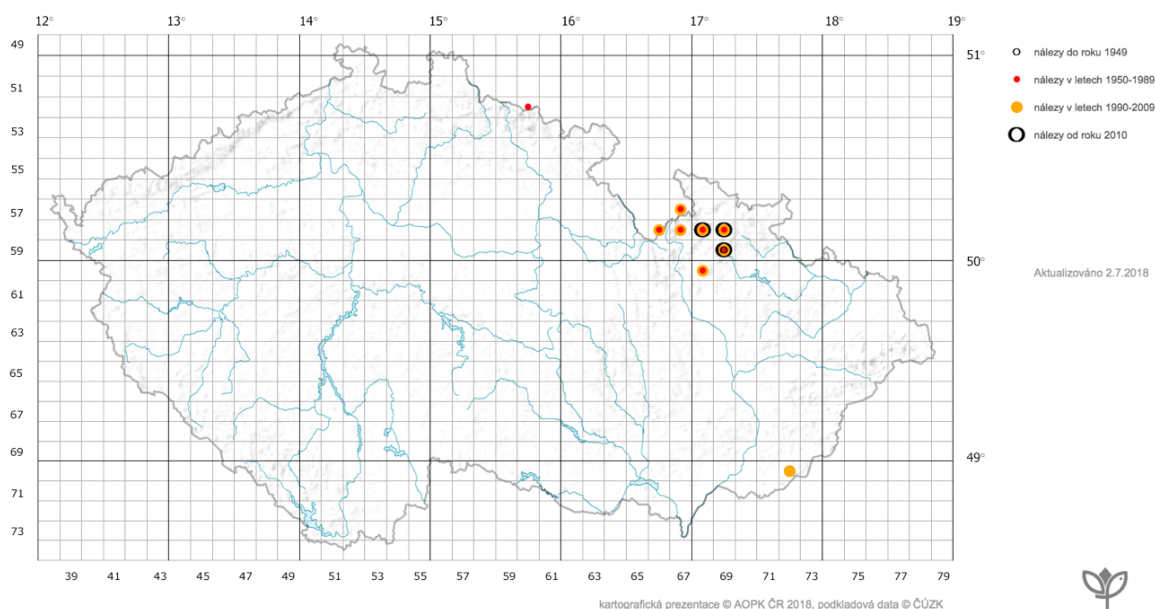 12° 13° 14° 15° 16° 17° 18° 19°
49
51°
nálezy do roku 1949
51
nálezy v letech 1950-1989
nálezy v letech 1990-2009
53
nálezy od roku 2010
55
57
59
50°
Aktualizováno 2.7.2018
61
63
65
67
69
49°
71
73
39 41 43 45 47 49 51 53 55 57 59 61 63 65 67 69 71 73 75 77 79
kartografická prezentace © AOPK ČR 2018, podkladová data © ČÚZK